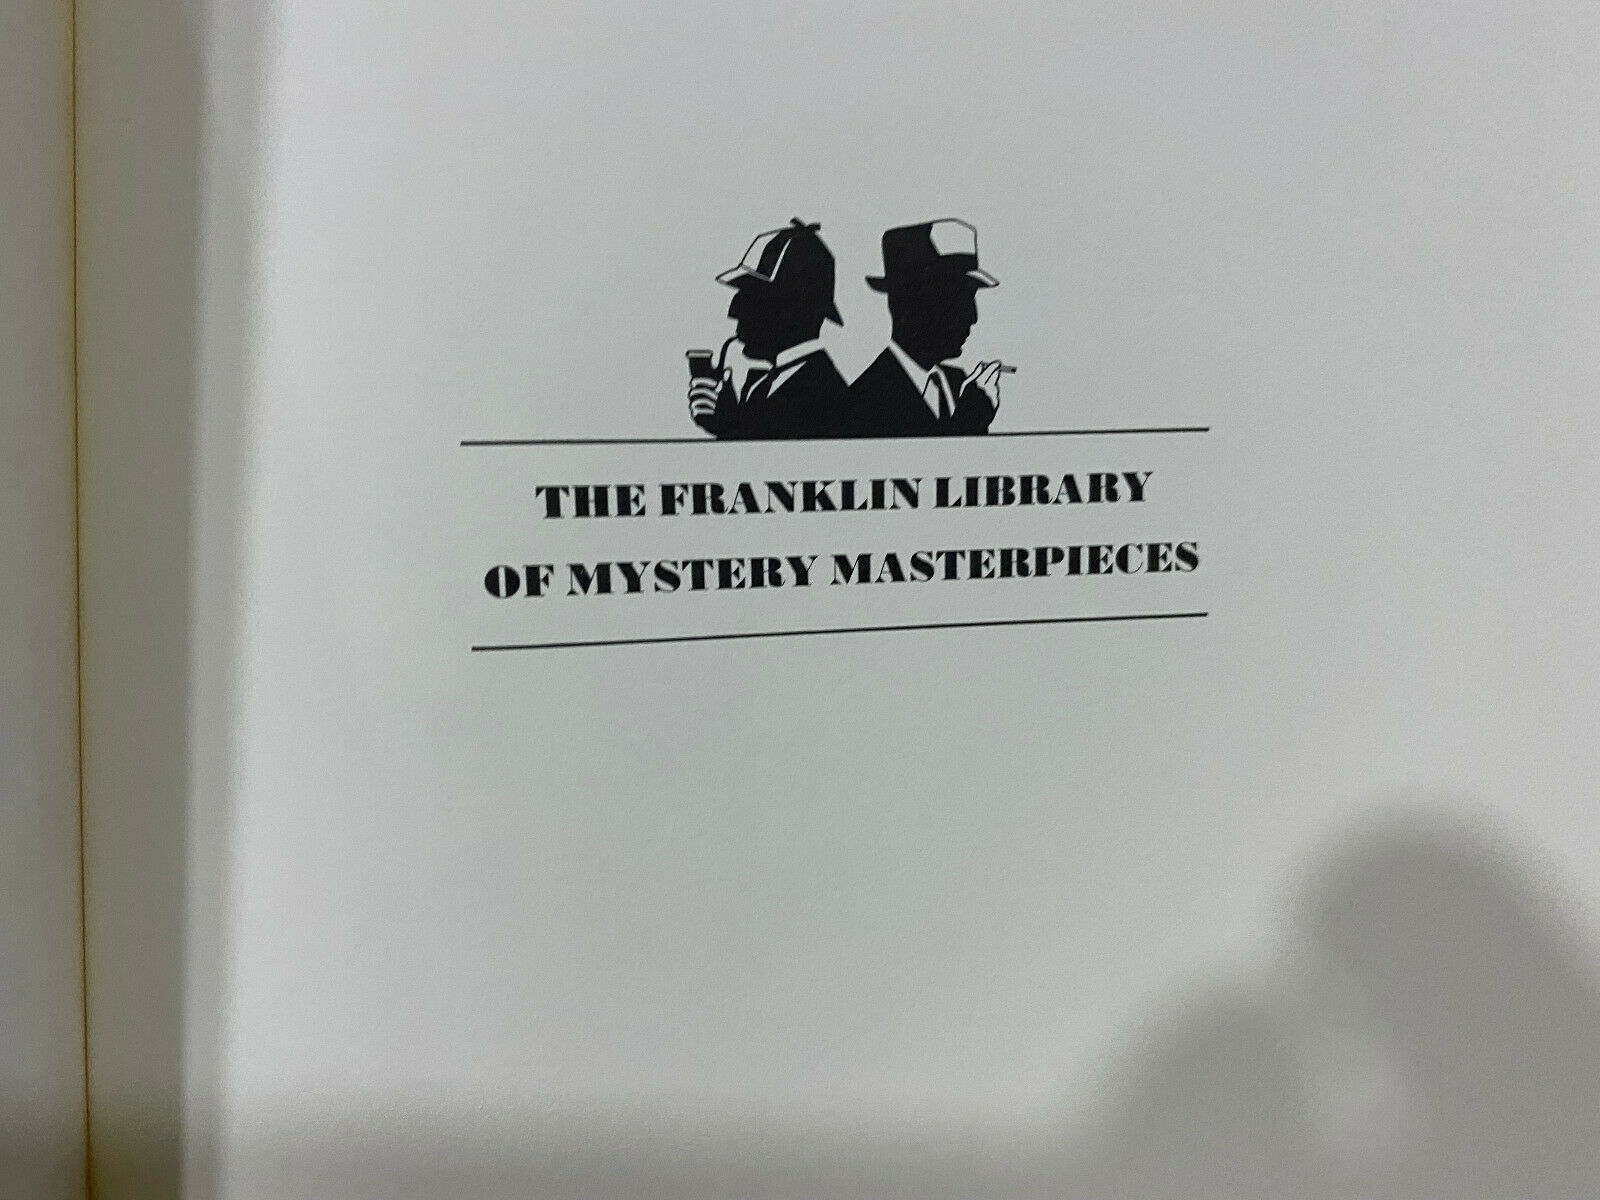 THE FRANKLIN LIBRARY
OF MYSTERY MASTERPIECES